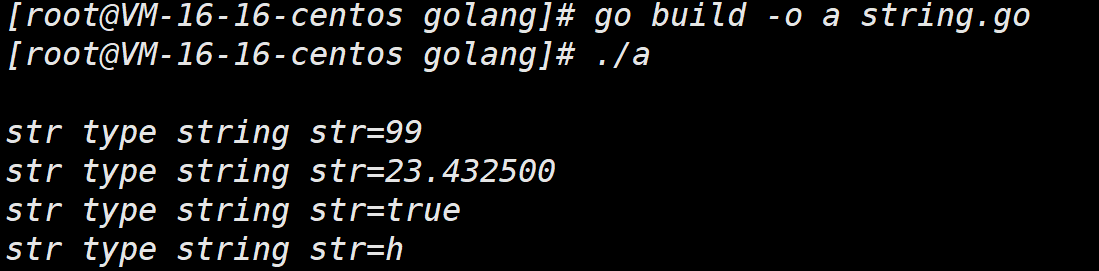 [root@VM-16-16-centos golang]# go build -o a string.go
[root@VM-16-16-centos golang]# ./a
str type string str=99
str type string str=23.432500
str type string str=true
str type string str=h